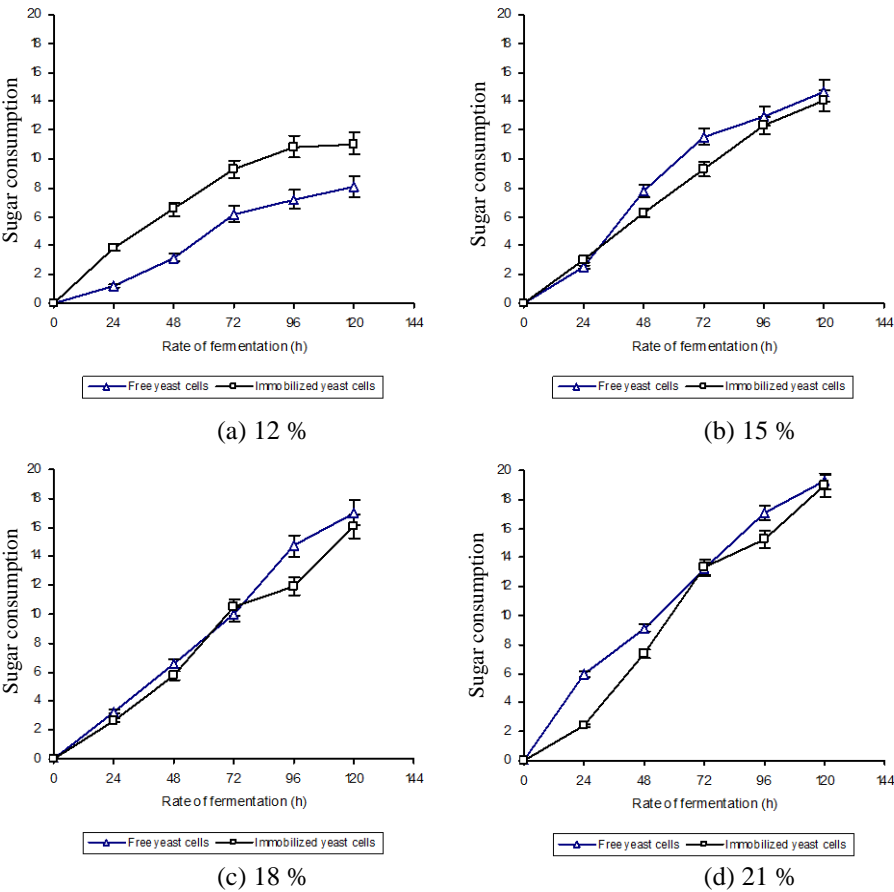 Sugar consumption
20
18
16
14
12
10
8
6
4
2
0
0 24 48 72 96 120 144
Rate of fermentation (h)
Free yeast cells Immobilized yeast cells
(a) 12 %
Sugar consumption
20
18
16
14
12
10
8
6
4
2
0
0 24 48 72 96 120 144
Rate of fermentation (h)
Free yeast cells Immobilized yeast cells
(b) 15 %
Sugar consumption
20
18
16
14
12
10
8
6
4
2
0
0 24 48 72 96 120 144
Rate of fermentation (h)
Free yeast cells Immobilized yeast cells
(c) 18 %
Sugar consumption
20
18
16
14
12
10
8
6
4
2
0
0 24 48 72 96 120 144
Rate of fermentation (h)
Free yeast cells Immobilized yeast cells
(d) 21 %